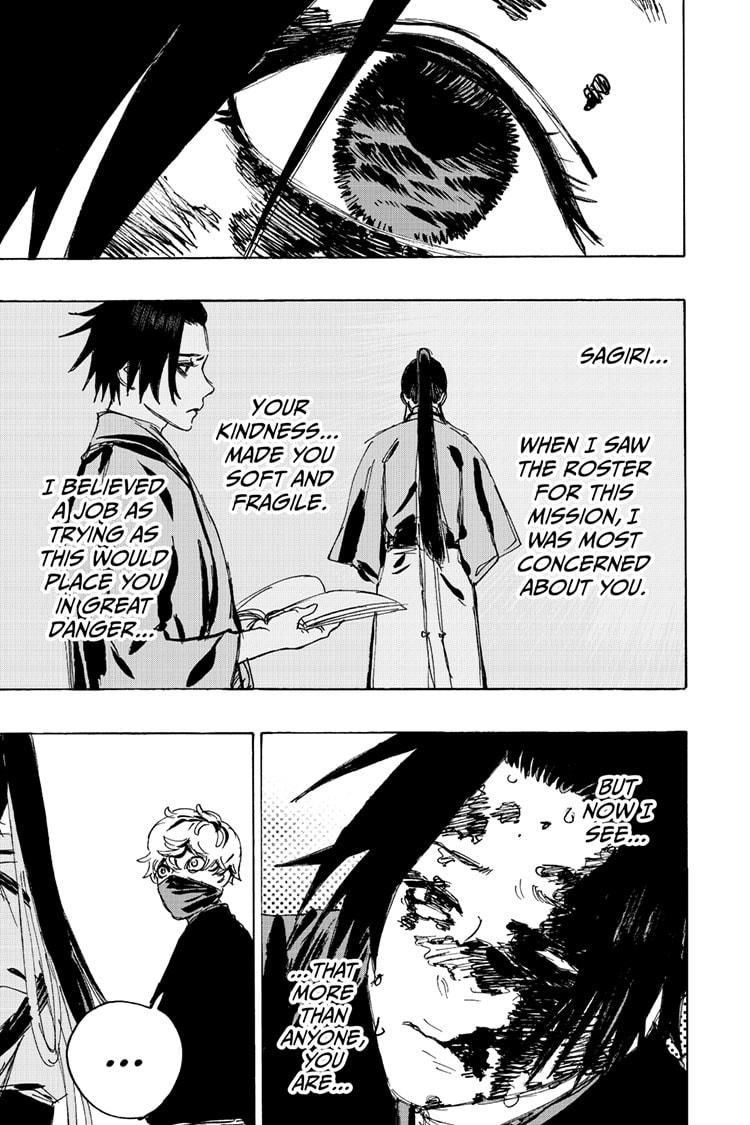 SAGIRI...
WHEN I SAW
THE ROSTER
FOR THIS
MISSION, I
WAS MOST
CONCERNED
ABOUT YOU.
YOUR
KINDNESS...
MADE YOU
SOFT AND
FRAGILE.
I BELIEVED
A JOB AS
TRYING AS
THIS WOULD
PLACE YOU
IN GREAT
DANGER...
BUT
NOW I
SEE...
...THAT
MORE
THAN
ANYONE,
YOU
ARE...
...